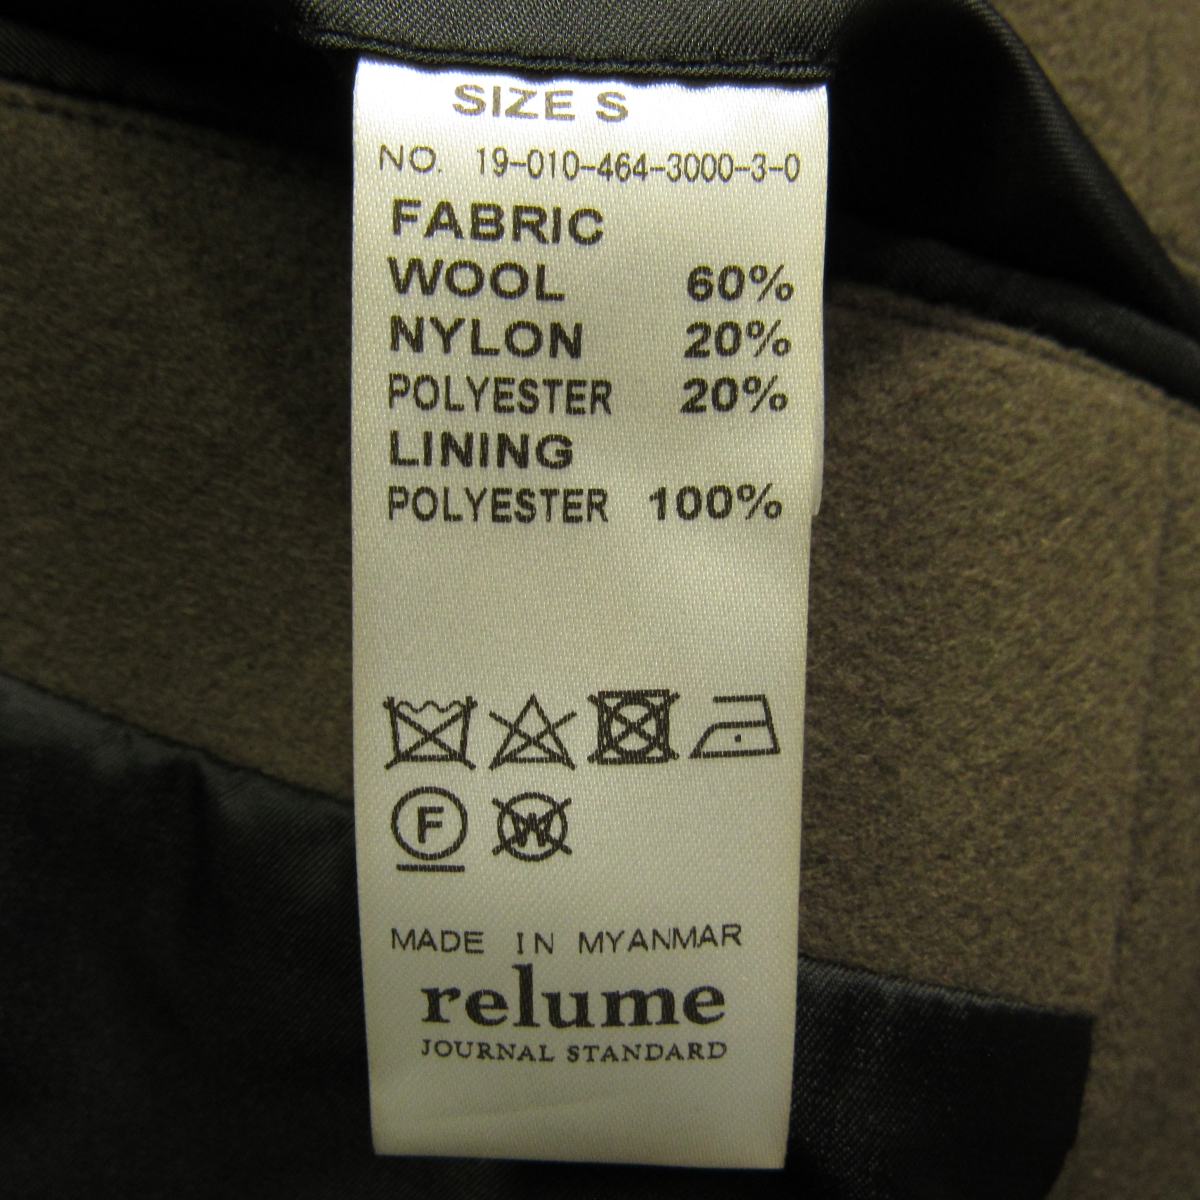 SIZE S
NO. 19-010-464-3000-3-0
FABRIC
WOOL 60%
NYLON 20%
POLYESTER 20%
LINING
POLYESTER 100%
F W
MADE IN MYANMAR
relume
JOURNAL STANDARD